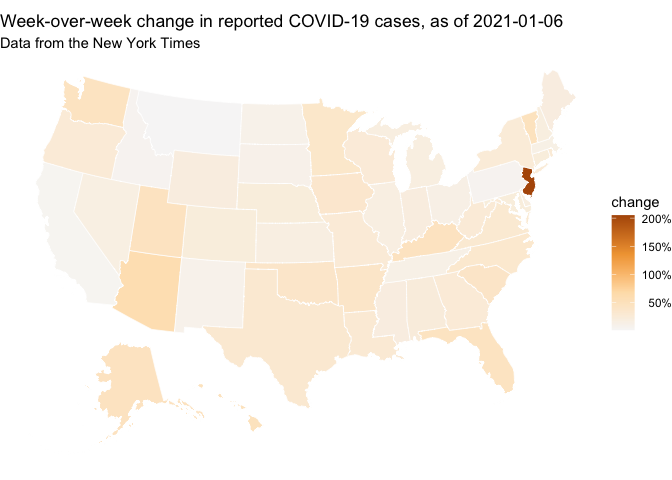 Week-over-week change in reported COVID-19 cases, as of 2021-01-06
Data from the New York Times
change
200%
150%
100%
50%